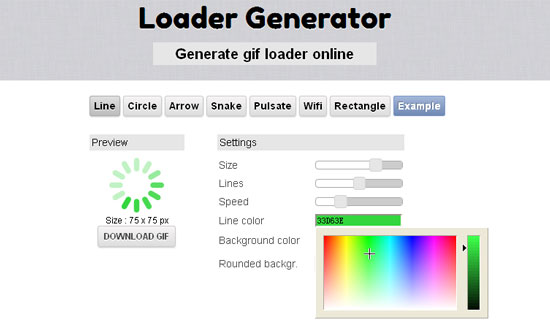 Loader Generator
Generate gif loader online
Line Circle Arrow Snake Pulsate Wifi Rectangle Example
Preview
Size : 75 x 75 px
DOWNLOAD GIF
Settings
Size
Lines
Speed
Line color 33D63E
Background color
Rounded backgr.